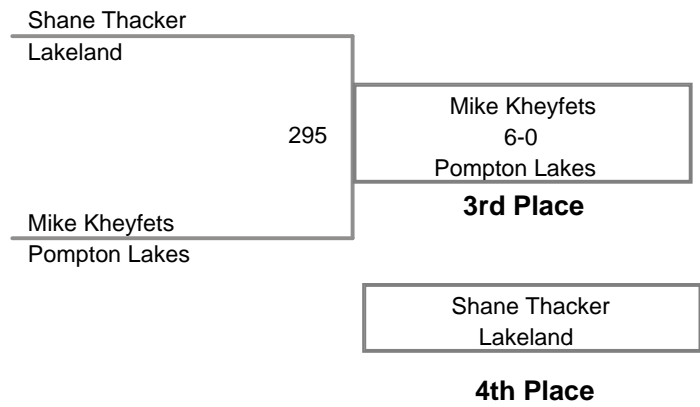 Shane Thacker
Lakeland
295
Mike Kheyfets
6-0
Pompton Lakes
3rd Place
Mike Kheyfets
Pompton Lakes
Shane Thacker
Lakeland
4th Place